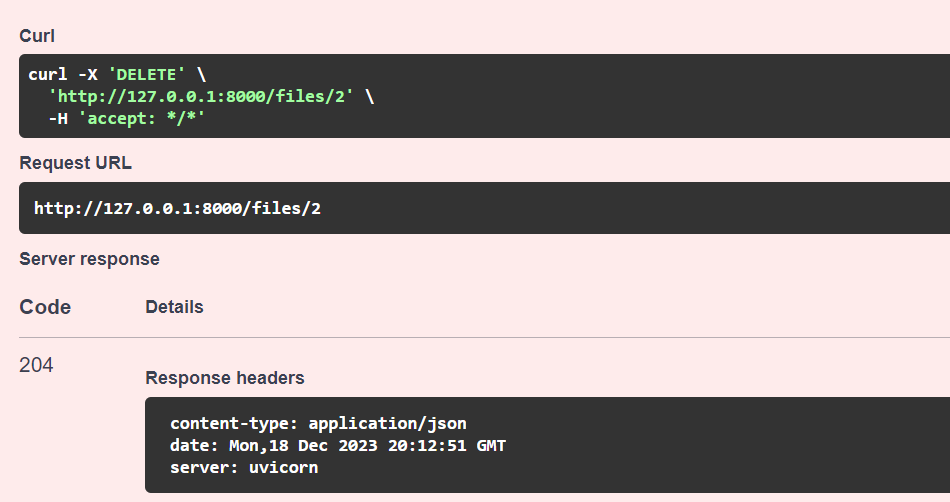 Curl
curl -X 'DELETE' \
'http://127.0.0.1:8000/files/2' \
-H 'accept: */*'
Request URL
http://127.0.0.1:8000/files/2
Server response
Code Details
204
Response headers
content-type: application/json
date: Mon,18 Dec 2023 20:12:51 GMT
server: uvicorn